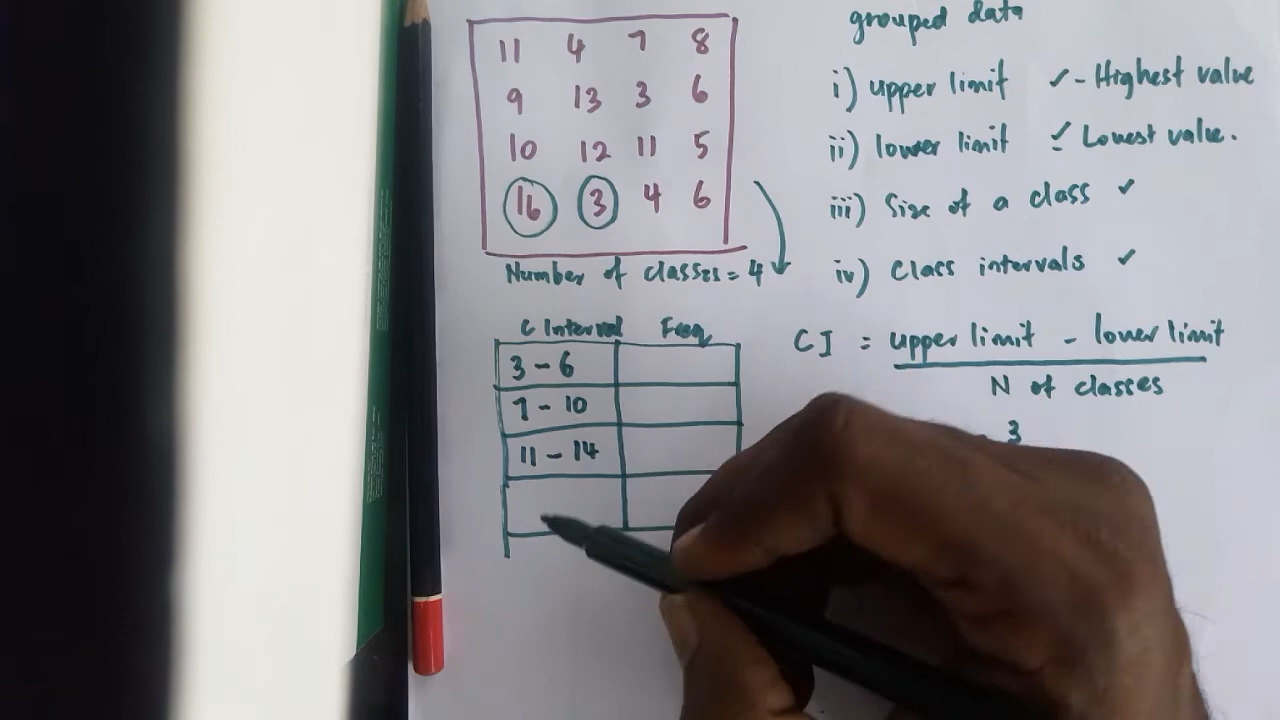 11 4 7 8
9 13 3 6
10 12 11 5
16 3 4 6
Number of classes = 4
C Interval Freq
3 - 6
7 - 10
11 - 14
grouped data
i) upper limit ✓ - Highest value
ii) lower limit ✓ - Lowest value.
iii) Size of a class ✓
iv) Class intervals ✓
CI = upper limit - lower limit
N of classes
- 3